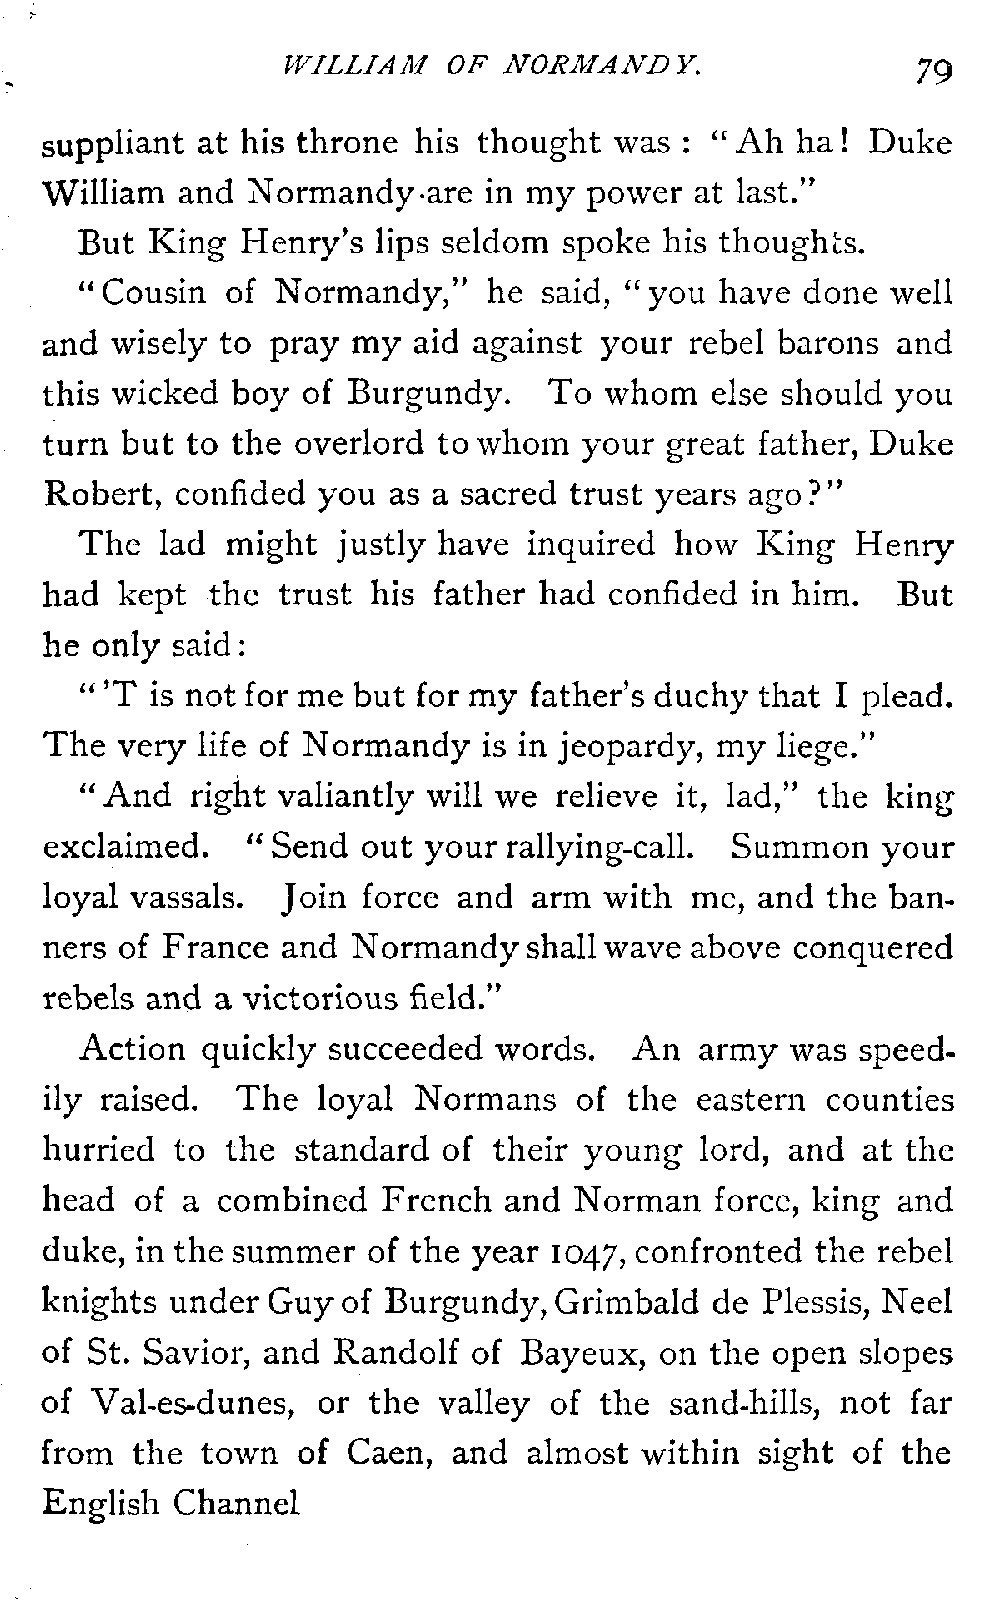 WILLIAM OF NORMANDY. 79
suppliant at his throne his thought was : “ Ah ha! Duke
William and Normandy are in my power at last.”
But King Henry’s lips seldom spoke his thoughts.
“ Cousin of Normandy,” he said, “ you have done well
and wisely to pray my aid against your rebel barons and
this wicked boy of Burgundy. To whom else should you
turn but to the overlord to whom your great father, Duke
Robert, confided you as a sacred trust years ago?”
The lad might justly have inquired how King Henry
had kept the trust his father had confided in him. But
he only said:
“ ’T is not for me but for my father’s duchy that I plead.
The very life of Normandy is in jeopardy, my liege.”
“ And right valiantly will we relieve it, lad,” the king
exclaimed. “ Send out your rallying-call. Summon your
loyal vassals. Join force and arm with me, and the ban-
ners of France and Normandy shall wave above conquered
rebels and a victorious field.”
Action quickly succeeded words. An army was speed-
ily raised. The loyal Normans of the eastern counties
hurried to the standard of their young lord, and at the
head of a combined French and Norman force, king and
duke, in the summer of the year 1047, confronted the rebel
knights under Guy of Burgundy, Grimbald de Plessis, Neel
of St. Savior, and Randolf of Bayeux, on the open slopes
of Val-es-dunes, or the valley of the sand-hills, not far
from the town of Caen, and almost within sight of the
English Channel